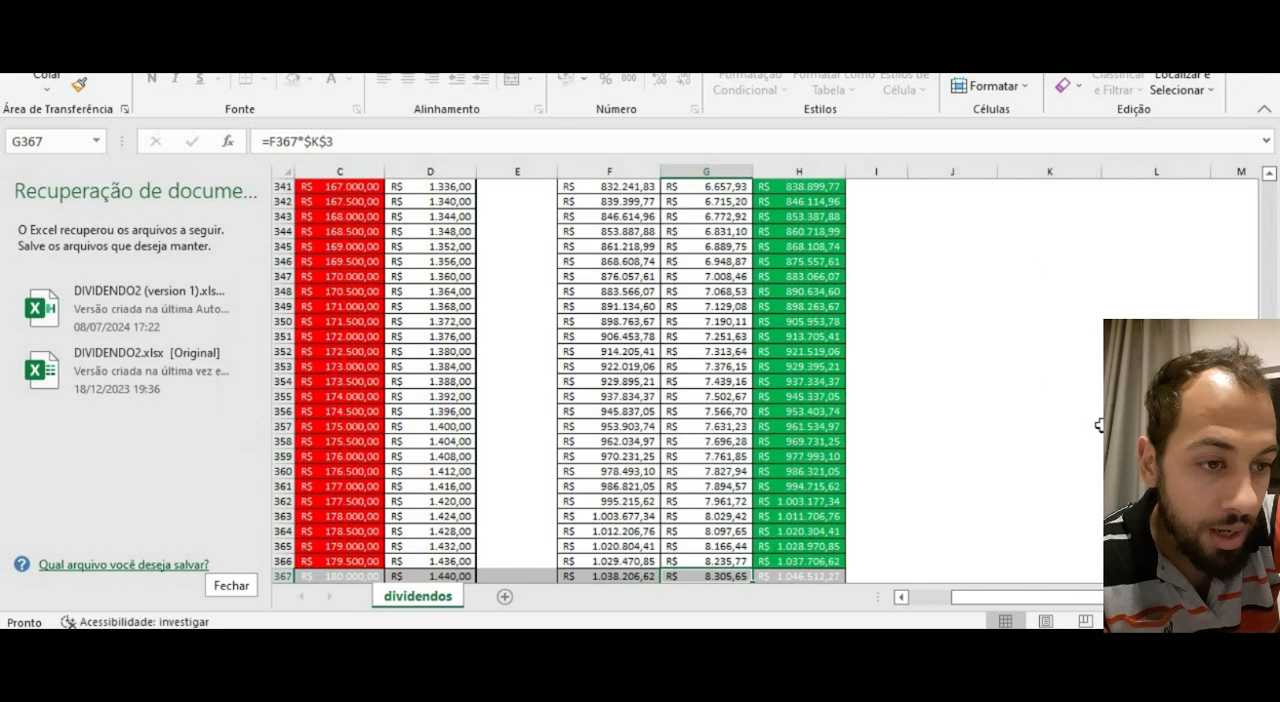 Colar
N I S A % 000
Formatação Formatar como Estilos de
Condicional Tabela Célula
Formatar
Classificar Localizar e
e Filtrar Selecionar
Área de Transferência Fonte Alinhamento Número Estilos Células Edição
G367 fx =F367*$K$3
Recuperação de docume...
O Excel recuperou os arquivos a seguir.
Salve os arquivos que deseja manter.
DIVIDENDO2 (version 1).xls...
Versão criada na última Auto...
08/07/2024 17:22
DIVIDENDO2.xlsx [Original]
Versão criada na última vez e...
18/12/2023 19:36
Qual arquivo você deseja salvar?
Fechar
C D E F G H I J K L M
341 R$ 167.000,00 R$ 1.336,00 R$ 832.241,83 R$ 6.657,93 R$ 838.899,77
342 R$ 167.500,00 R$ 1.340,00 R$ 839.399,77 R$ 6.715,20 R$ 846.114,96
343 R$ 168.000,00 R$ 1.344,00 R$ 846.614,96 R$ 6.772,92 R$ 853.387,88
344 R$ 168.500,00 R$ 1.348,00 R$ 853.887,88 R$ 6.831,10 R$ 860.718,99
345 R$ 169.000,00 R$ 1.352,00 R$ 861.218,99 R$ 6.889,75 R$ 868.108,74
346 R$ 169.500,00 R$ 1.356,00 R$ 868.608,74 R$ 6.948,87 R$ 875.557,61
347 R$ 170.000,00 R$ 1.360,00 R$ 876.057,61 R$ 7.008,46 R$ 883.066,07
348 R$ 170.500,00 R$ 1.364,00 R$ 883.566,07 R$ 7.068,53 R$ 890.634,60
349 R$ 171.000,00 R$ 1.368,00 R$ 891.134,60 R$ 7.129,08 R$ 898.263,67
350 R$ 171.500,00 R$ 1.372,00 R$ 898.763,67 R$ 7.190,11 R$ 905.953,78
351 R$ 172.000,00 R$ 1.376,00 R$ 906.453,78 R$ 7.251,63 R$ 913.705,41
352 R$ 172.500,00 R$ 1.380,00 R$ 914.205,41 R$ 7.313,64 R$ 921.519,06
353 R$ 173.000,00 R$ 1.384,00 R$ 922.019,06 R$ 7.376,15 R$ 929.395,21
354 R$ 173.500,00 R$ 1.388,00 R$ 929.895,21 R$ 7.439,16 R$ 937.334,37
355 R$ 174.000,00 R$ 1.392,00 R$ 937.834,37 R$ 7.502,67 R$ 945.337,05
356 R$ 174.500,00 R$ 1.396,00 R$ 945.837,05 R$ 7.566,70 R$ 953.403,74
357 R$ 175.000,00 R$ 1.400,00 R$ 953.903,74 R$ 7.631,23 R$ 961.534,97
358 R$ 175.500,00 R$ 1.404,00 R$ 962.034,97 R$ 7.696,28 R$ 969.731,25
359 R$ 176.000,00 R$ 1.408,00 R$ 970.231,25 R$ 7.761,85 R$ 977.993,10
360 R$ 176.500,00 R$ 1.412,00 R$ 978.493,10 R$ 7.827,94 R$ 986.321,05
361 R$ 177.000,00 R$ 1.416,00 R$ 986.821,05 R$ 7.894,57 R$ 994.715,62
362 R$ 177.500,00 R$ 1.420,00 R$ 995.215,62 R$ 7.961,72 R$ 1.003.177,34
363 R$ 178.000,00 R$ 1.424,00 R$ 1.003.677,34 R$ 8.029,42 R$ 1.011.706,76
364 R$ 178.500,00 R$ 1.428,00 R$ 1.012.206,76 R$ 8.097,65 R$ 1.020.304,41
365 R$ 179.000,00 R$ 1.432,00 R$ 1.020.804,41 R$ 8.166,44 R$ 1.028.970,85
366 R$ 179.500,00 R$ 1.436,00 R$ 1.029.470,85 R$ 8.235,77 R$ 1.037.706,62
367 R$ 180.000,00 R$ 1.440,00 R$ 1.038.206,62 R$ 8.305,65 R$ 1.046.512,27
dividendos
Pronto Acessibilidade: investigar